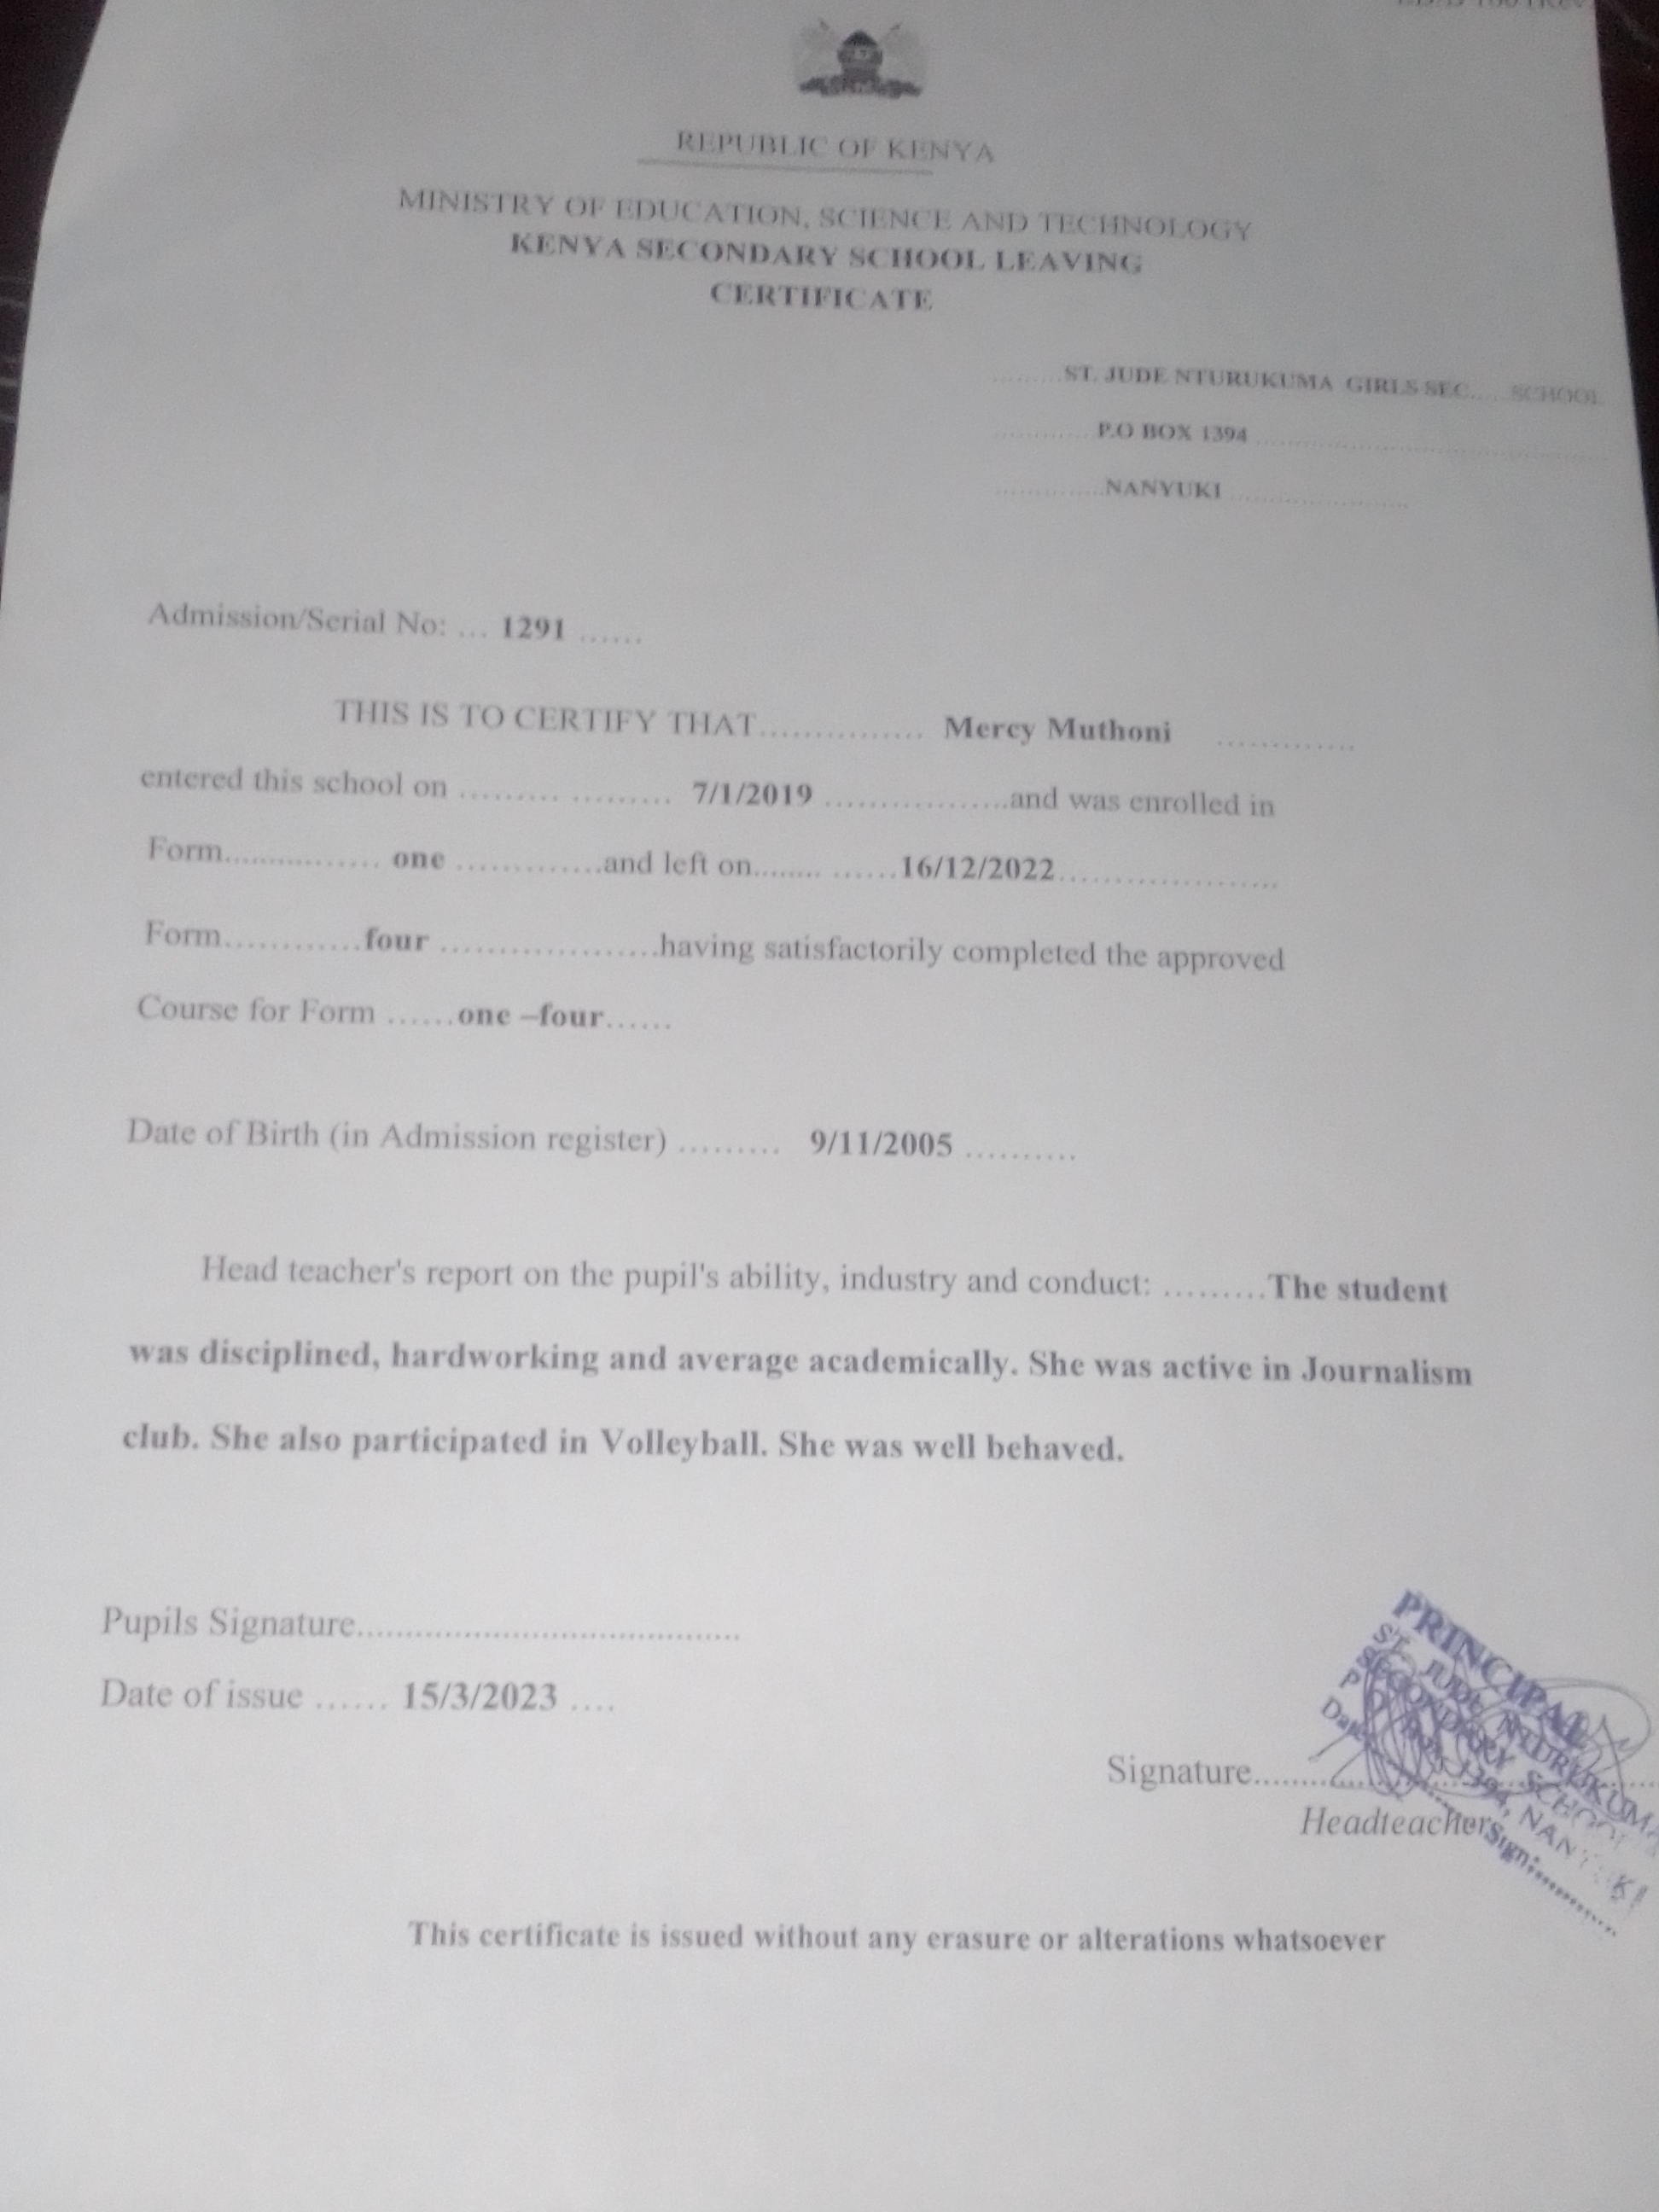 REPUBLIC OF KENYA
MINISTRY OF EDUCATION, SCIENCE AND TECHNOLOGY
KENYA SECONDARY SCHOOL LEAVING
CERTIFICATE
.........ST. JUDE NTURUKUMA GIRLS SEC.....SCHOOL
.............P.O BOX 1394..............................
..............NANYUKI......................
Admission/Serial No: ... 1291 ......
THIS IS TO CERTIFY THAT................ Mercy Muthoni .............
entered this school on ......... ......... 7/1/2019 .................and was enrolled in
Form................ one .............and left on........ ......16/12/2022.....................
Form............four ....................having satisfactorily completed the approved
Course for Form ......one –four......
Date of Birth (in Admission register) ......... 9/11/2005 ..........
Head teacher's report on the pupil's ability, industry and conduct: .........The student
was disciplined, hardworking and average academically. She was active in Journalism
club. She also participated in Volleyball. She was well behaved.
Pupils Signature........................................
Date of issue ...... 15/3/2023 ....
PRINCIPAL
ST. JUDE NTURUKUMA
SECONDARY SCHOOL
P. O. Box 1394, NANYUKI
Date..........Sign:..........
Signature..............................
Headteacher
This certificate is issued without any erasure or alterations whatsoever